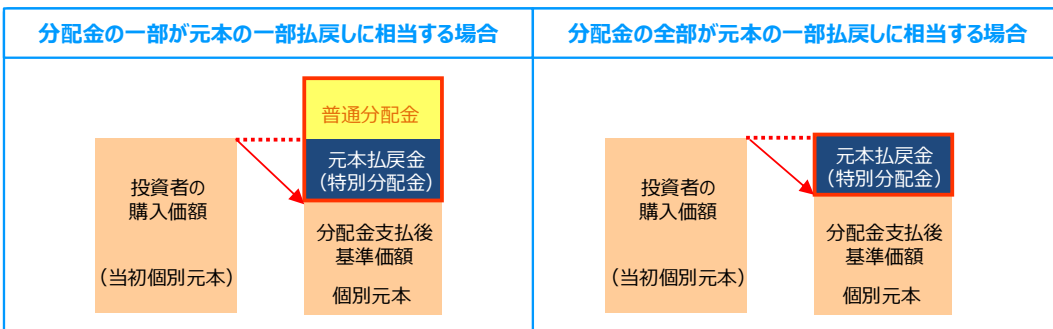 分配金の一部が元本の一部払戻しに相当する場合
普通分配金
元本払戻金
（特別分配金）
投資者の
購入価額
（当初個別元本）
分配金支払後
基準価額
個別元本
分配金の全部が元本の一部払戻しに相当する場合
元本払戻金
（特別分配金）
投資者の
購入価額
（当初個別元本）
分配金支払後
基準価額
個別元本